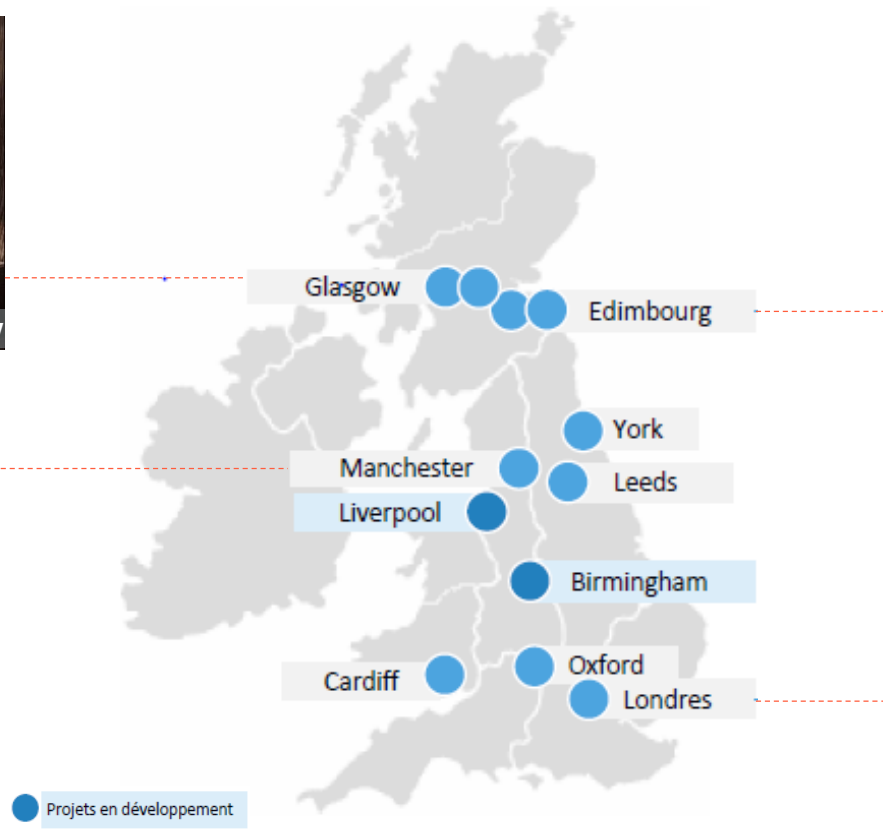 Glasgow
Edimbourg
York
Manchester
Leeds
Liverpool
Birmingham
Oxford
Cardiff
Londres
Projets en développement